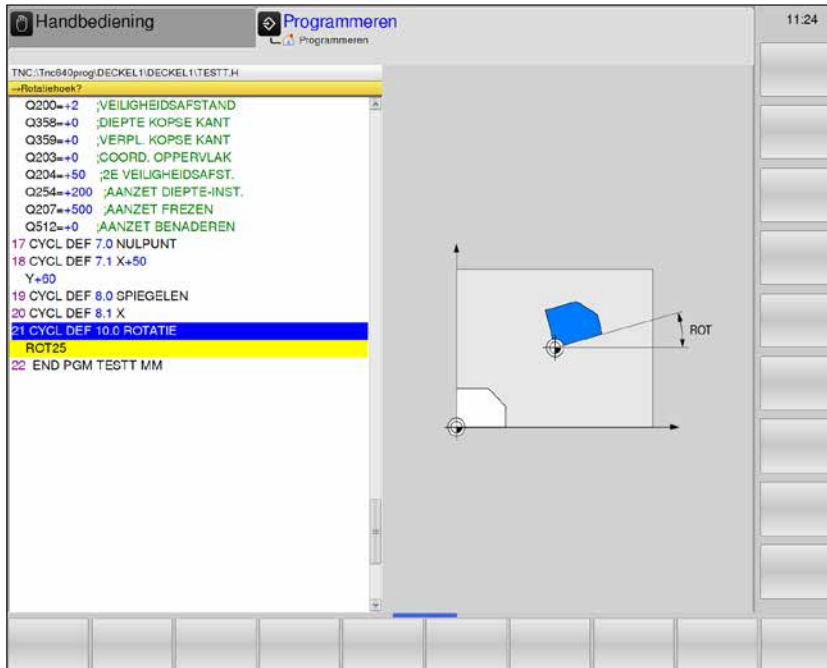 Handbediening
Programmeren
Programmeren
11:24
TNC:\Tnc640prog\DECKEL1\DECKEL1\TESTT.H
→Rotatiehoek?
Q200=+2 ;VEILIGHEIDSAFSTAND
Q358=+0 ;DIEPTE KOPSE KANT
Q359=+0 ;VERPL. KOPSE KANT
Q203=+0 ;COORD. OPPERVLAK
Q204=+50 ;2E VEILIGHEIDSAFST.
Q254=+200 ;AANZET DIEPTE-INST.
Q207=+500 ;AANZET FREZEN
Q512=+0 ;AANZET BENADEREN
17 CYCL DEF 7.0 NULPUNT
18 CYCL DEF 7.1 X+50
Y+60
19 CYCL DEF 8.0 SPIEGELEN
20 CYCL DEF 8.1 X
21 CYCL DEF 10.0 ROTATIE
ROT25
22 END PGM TESTT MM
ROT